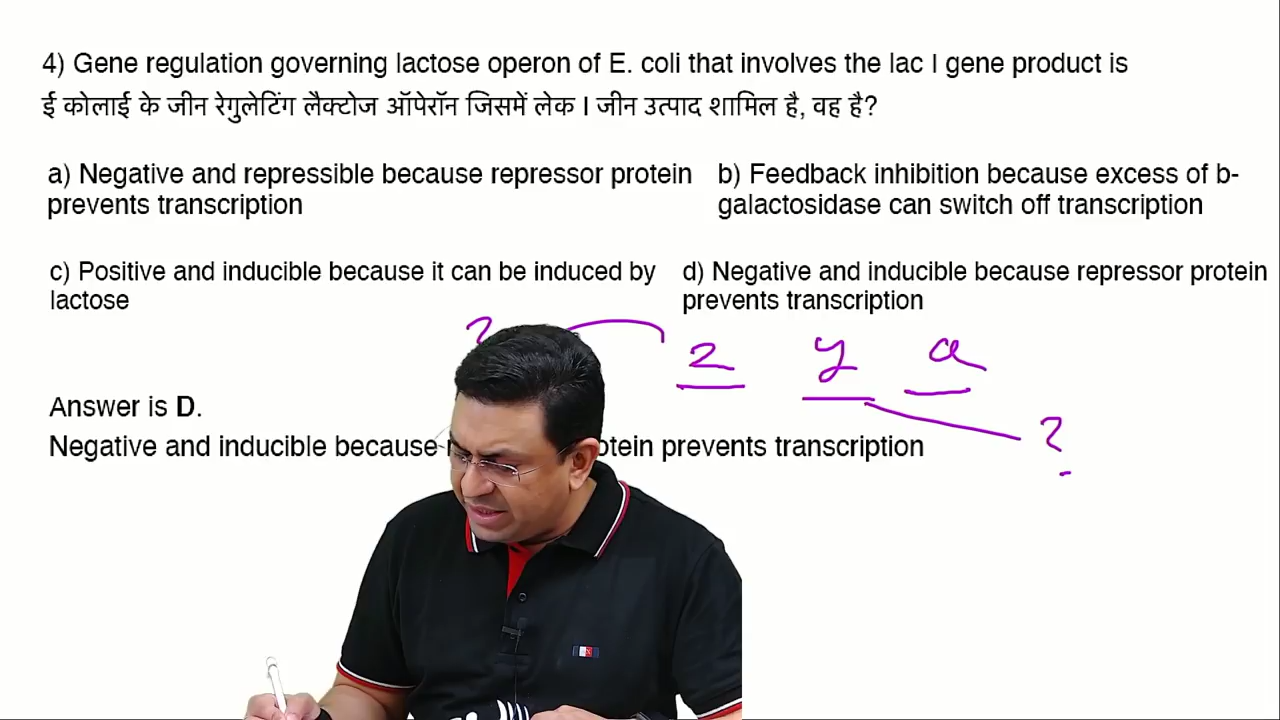 4) Gene regulation governing lactose operon of E. coli that involves the lac I gene product is
ई कोलाई के जीन रेगुलेटिंग लैक्टोज ऑपेरॉन जिसमें लेक I जीन उत्पाद शामिल है, वह है?
a) Negative and repressible because repressor protein
prevents transcription
b) Feedback inhibition because excess of b-
galactosidase can switch off transcription
c) Positive and inducible because it can be induced by
lactose
d) Negative and inducible because repressor protein
prevents transcription
?
z y a
Answer is D.
?
Negative and inducible because prevents transcription